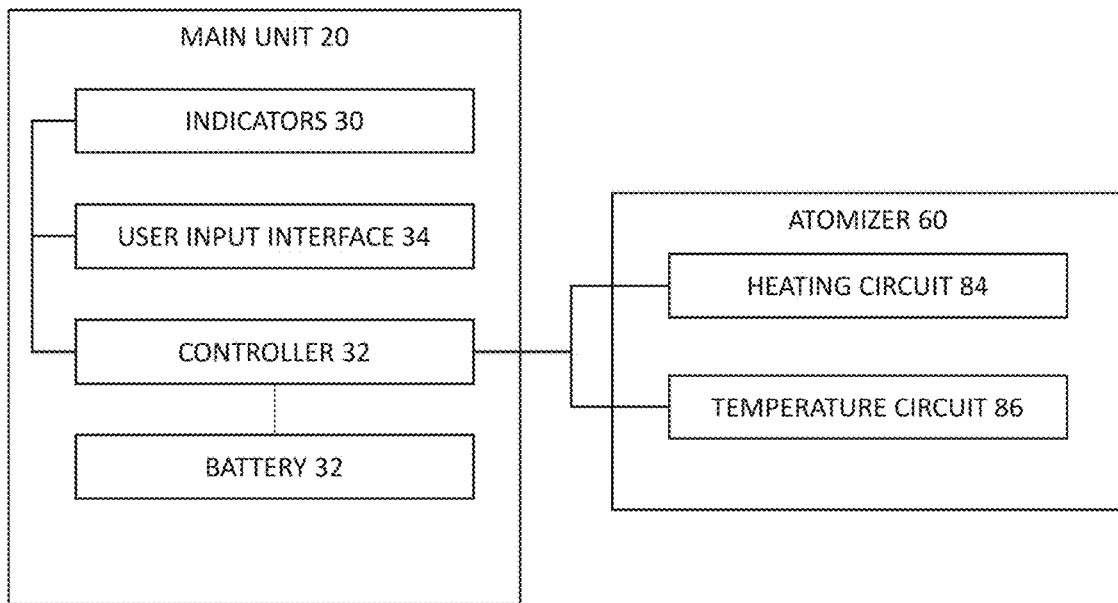 MAIN UNIT 20
INDICATORS 30
USER INPUT INTERFACE 34
CONTROLLER 32
BATTERY 32
ATOMIZER 60
HEATING CIRCUIT 84
TEMPERATURE CIRCUIT 86